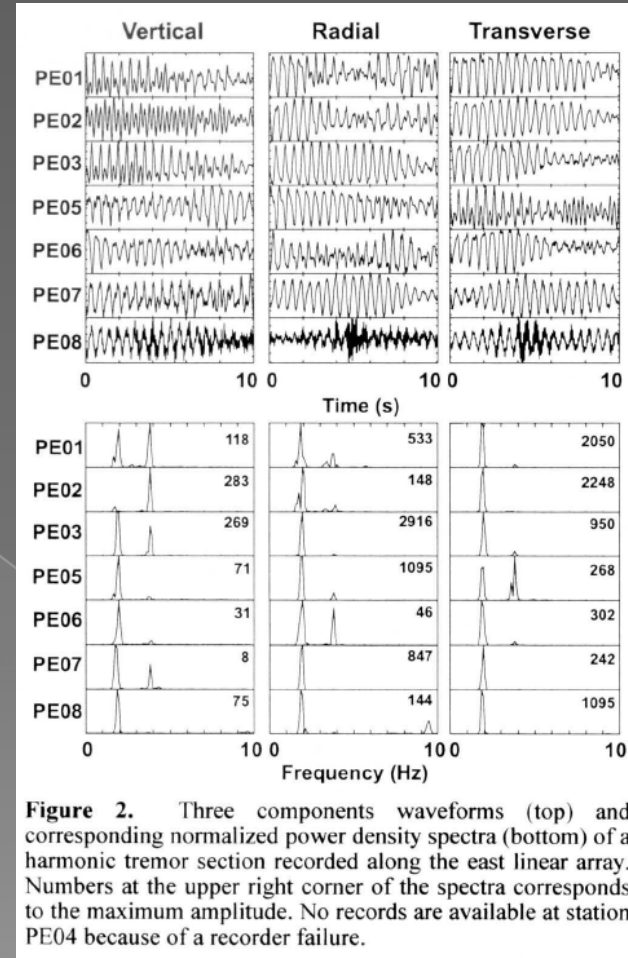 Vertical Radial Transverse
PE01
PE02
PE03
PE05
PE06
PE07
PE08
0 10 0 10 0 10
Time (s)
PE01 118 533 2050
PE02 283 148 2248
PE03 269 2916 950
PE05 71 1095 268
PE06 31 46 302
PE07 8 847 242
PE08 75 144 1095
0 10 0 10 0 10
Frequency (Hz)
Figure 2. Three components waveforms (top) and
corresponding normalized power density spectra (bottom) of a
harmonic tremor section recorded along the east linear array.
Numbers at the upper right corner of the spectra corresponds
to the maximum amplitude. No records are available at station
PE04 because of a recorder failure.